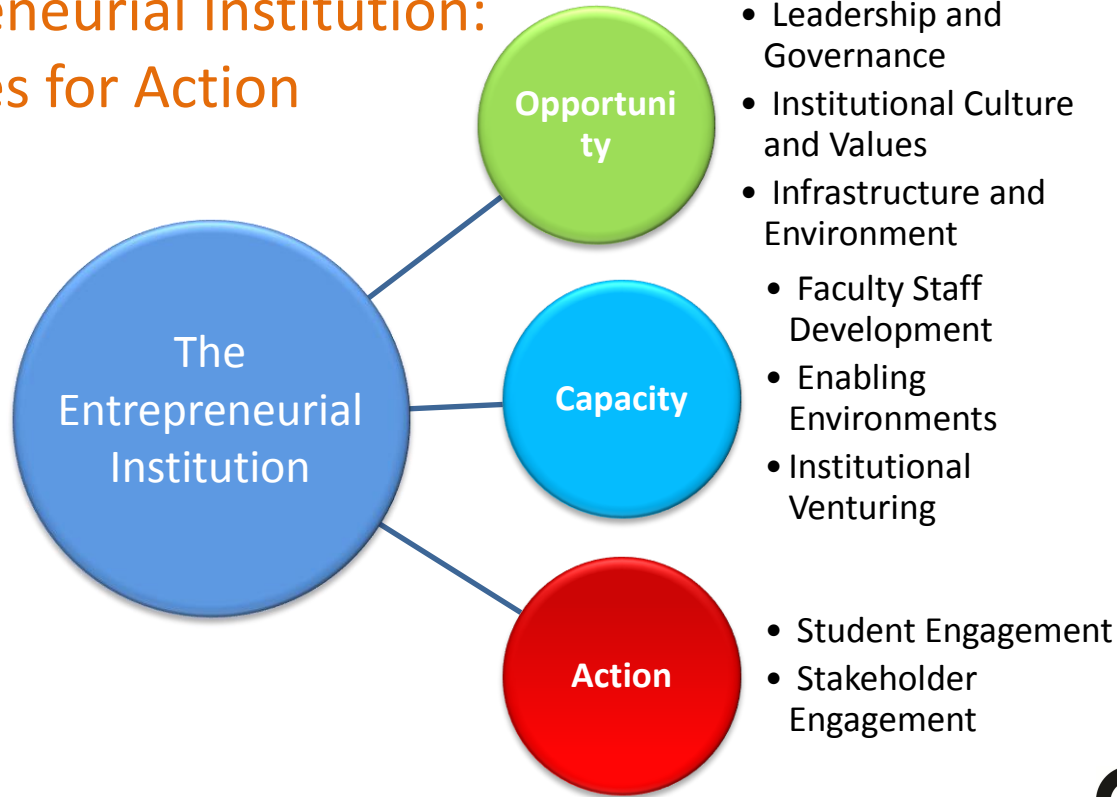 eneurial Institution:
es for Action
Opportuni
ty
• Leadership and
Governance
• Institutional Culture
and Values
• Infrastructure and
Environment
The
Entrepreneurial
Institution
Capacity
• Faculty Staff
Development
• Enabling
Environments
• Institutional
Venturing
Action
• Student Engagement
• Stakeholder
Engagement